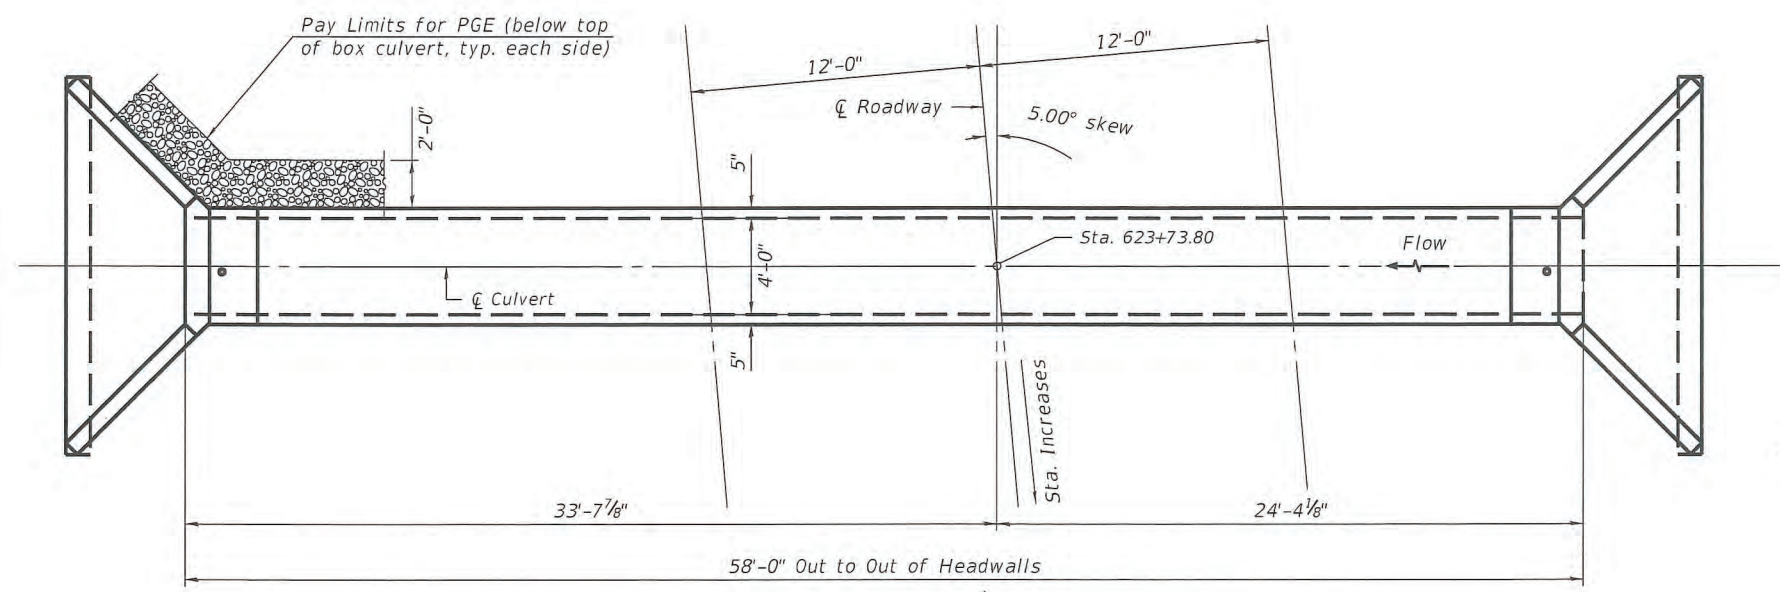 Pay Limits for PGE (below top
of box culvert, typ. each side)
12'-0"
12'-0"
℄ Roadway
5.00° skew
2'-0"
5"
Sta. 623+73.80
Flow
4'-0"
℄ Culvert
5"
Sta. Increases
33'-7⅞"
24'-4⅛"
58'-0" Out to Out of Headwalls